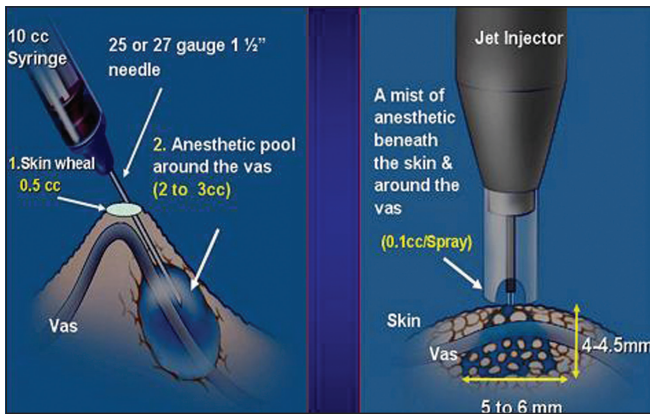 10 cc
Syringe
25 or 27 gauge 1 ½”
needle
2. Anesthetic pool
around the vas
(2 to 3cc)
1.Skin wheal
0.5 cc
Vas
Jet Injector
A mist of
anesthetic
beneath
the skin &
around the
vas
(0.1cc/Spray)
Skin
Vas
4-4.5mm
5 to 6 mm